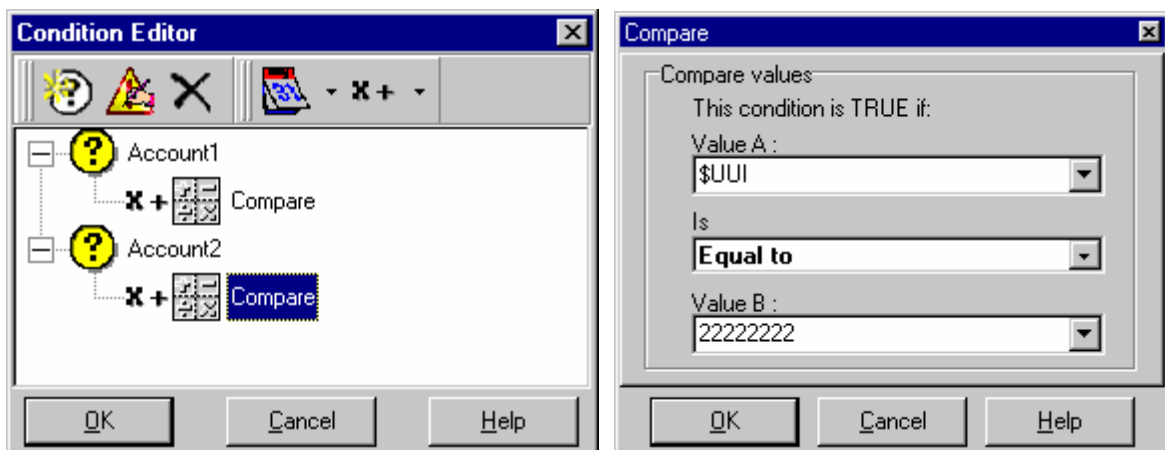 Condition Editor
Account1
Compare
Account2
Compare
OK Cancel Help
Compare
Compare values
This condition is TRUE if:
Value A :
$UUI
Is
Equal to
Value B :
22222222
OK Cancel Help